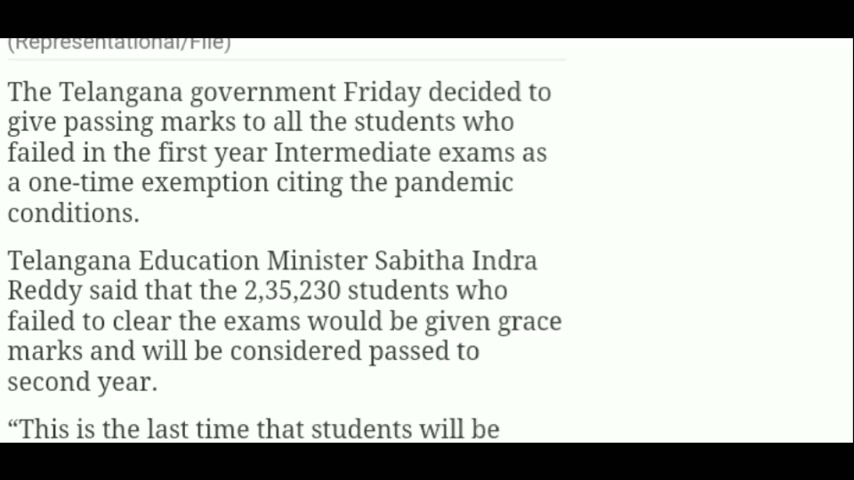 (Representational/File)
The Telangana government Friday decided to
give passing marks to all the students who
failed in the first year Intermediate exams as
a one-time exemption citing the pandemic
conditions.
Telangana Education Minister Sabitha Indra
Reddy said that the 2,35,230 students who
failed to clear the exams would be given grace
marks and will be considered passed to
second year.
“This is the last time that students will be